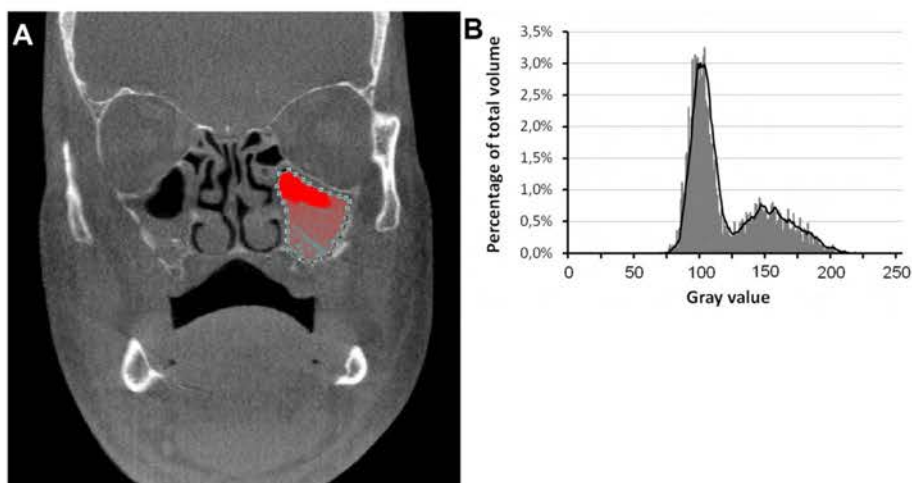 A
B
3,5%
3,0%
2,5%
2,0%
1,5%
1,0%
0,5%
0,0%
Percentage of total volume
0 50 100 150 200 250
Gray value